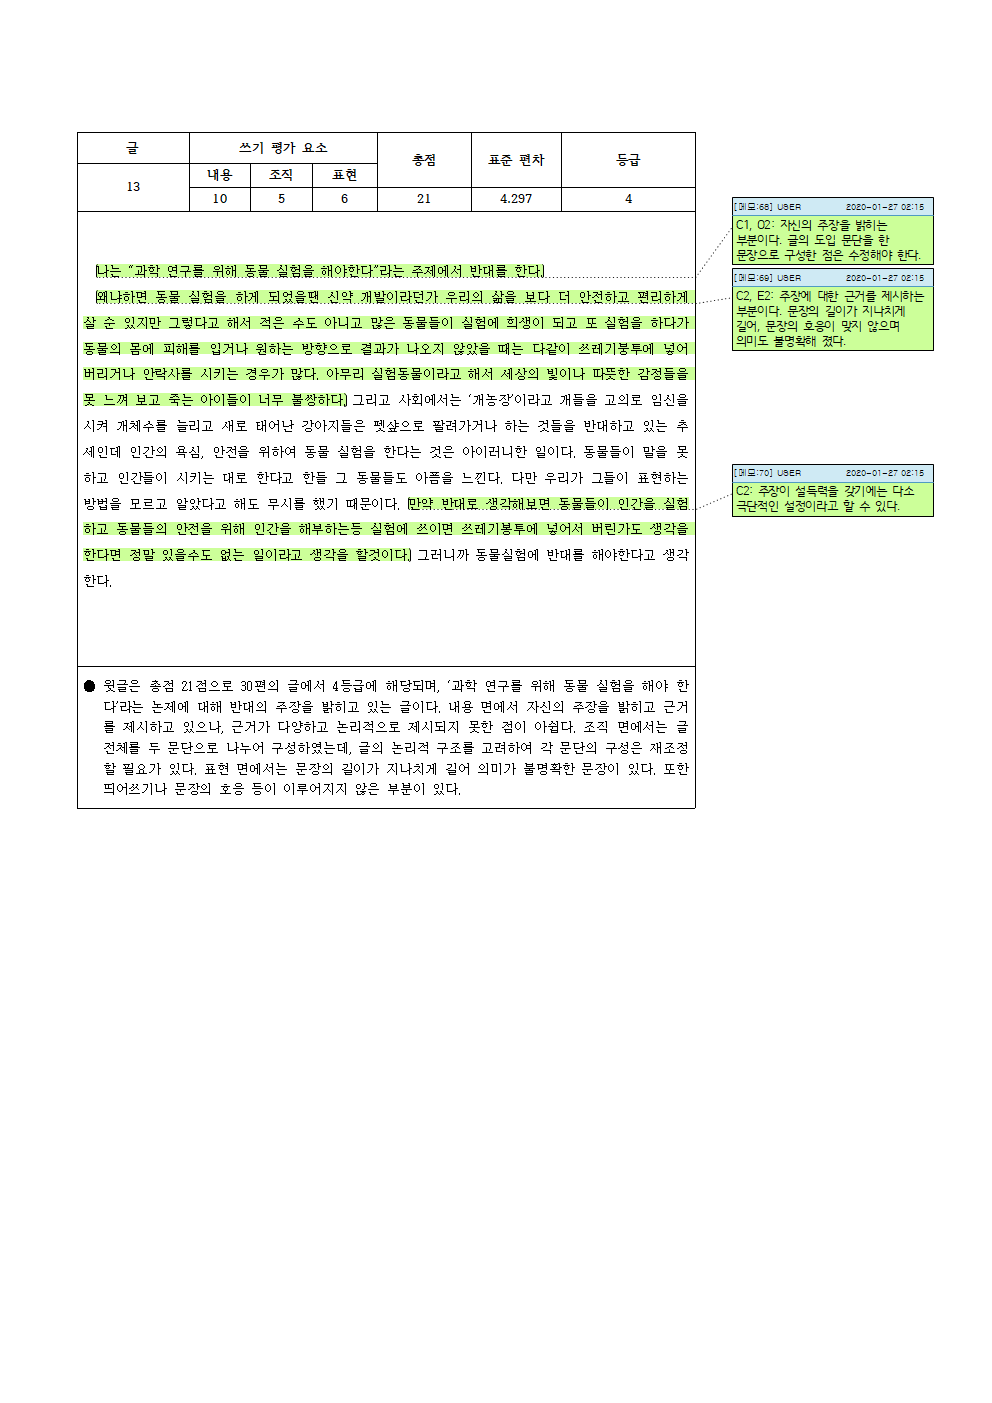 글 쓰기 평가 요소 총점 표준 편차 등급
내용 조직 표현
13 10 5 6 21 4.297 4
나는 “과학 연구를 위해 동물 실험을 해야한다”라는 주제에서 반대를 한다.
왜냐하면 동물 실험을 하게 되었을땐 신약 개발이라던가 우리의 삶을 보다 더 안전하고 편리하게
살 순 있지만 그렇다고 해서 적은 수도 아니고 많은 동물들이 실험에 희생이 되고 또 실험을 하다가
동물의 몸에 피해를 입거나 원하는 방향으로 결과가 나오지 않았을 때는 다같이 쓰레기붕투에 넣어
버리거나 안락사를 시키는 경우가 많다. 아무리 실험동물이라고 해서 세상의 빛이나 따뜻한 감정들을
못 느껴 보고 죽는 아이들이 너무 불쌍하다. 그리고 사회에서는 ‘개농장’이라고 개들을 고의로 임신을
시켜 개체수를 늘리고 새로 태어난 강아지들은 펫샾으로 팔려가거나 하는 것들을 반대하고 있는 추
세인데 인간의 욕심, 안전을 위하여 동물 실험을 한다는 것은 아이러니한 일이다. 동물들이 말을 못
하고 인간들이 시키는 대로 한다고 한들 그 동물들도 아픔을 느낀다. 다만 우리가 그들이 표현하는
방법을 모르고 알았다고 해도 무시를 했기 때문이다. 만약 반대로 생각해보면 동물들이 인간을 실험
하고 동물들의 안전을 위해 인간을 해부하는등 실험에 쓰이면 쓰레기봉투에 넣어서 버린가도 생각을
한다면 정말 있을수도 없는 일이라고 생각을 할것이다. 그러니까 동물실험에 반대를 해야한다고 생각
한다.
● 윗글은 총점 21점으로 30편의 글에서 4등급에 해당되며, ‘과학 연구를 위해 동물 실험을 해야 한
다’라는 논제에 대해 반대의 주장을 밝히고 있는 글이다. 내용 면에서 자신의 주장을 밝히고 근거
를 제시하고 있으나, 근거가 다양하고 논리적으로 제시되지 못한 점이 아쉽다. 조직 면에서는 글
전체를 두 문단으로 나누어 구성하였는데, 글의 논리적 구조를 고려하여 각 문단의 구성은 재조정
할 필요가 있다. 표현 면에서는 문장의 길이가 지나치게 길어 의미가 불명확한 문장이 있다. 또한
띄어쓰기나 문장의 호응 등이 이루어지지 않은 부분이 있다.
[메모:68] USER 2020-01-27 02:15
C1, O2: 자신의 주장을 밝히는
부분이다. 글의 도입 문단을 한
문장으로 구성한 점은 수정해야 한다.
[메모:69] USER 2020-01-27 02:15
C2, E2: 주장에 대한 근거를 제시하는
부분이다. 문장의 길이가 지나치게
길어, 문장의 호응이 맞지 않으며
의미도 불명확해 졌다.
[메모:70] USER 2020-01-27 02:15
C2: 주장이 설득력을 갖기에는 다소
극단적인 설정이라고 할 수 있다.